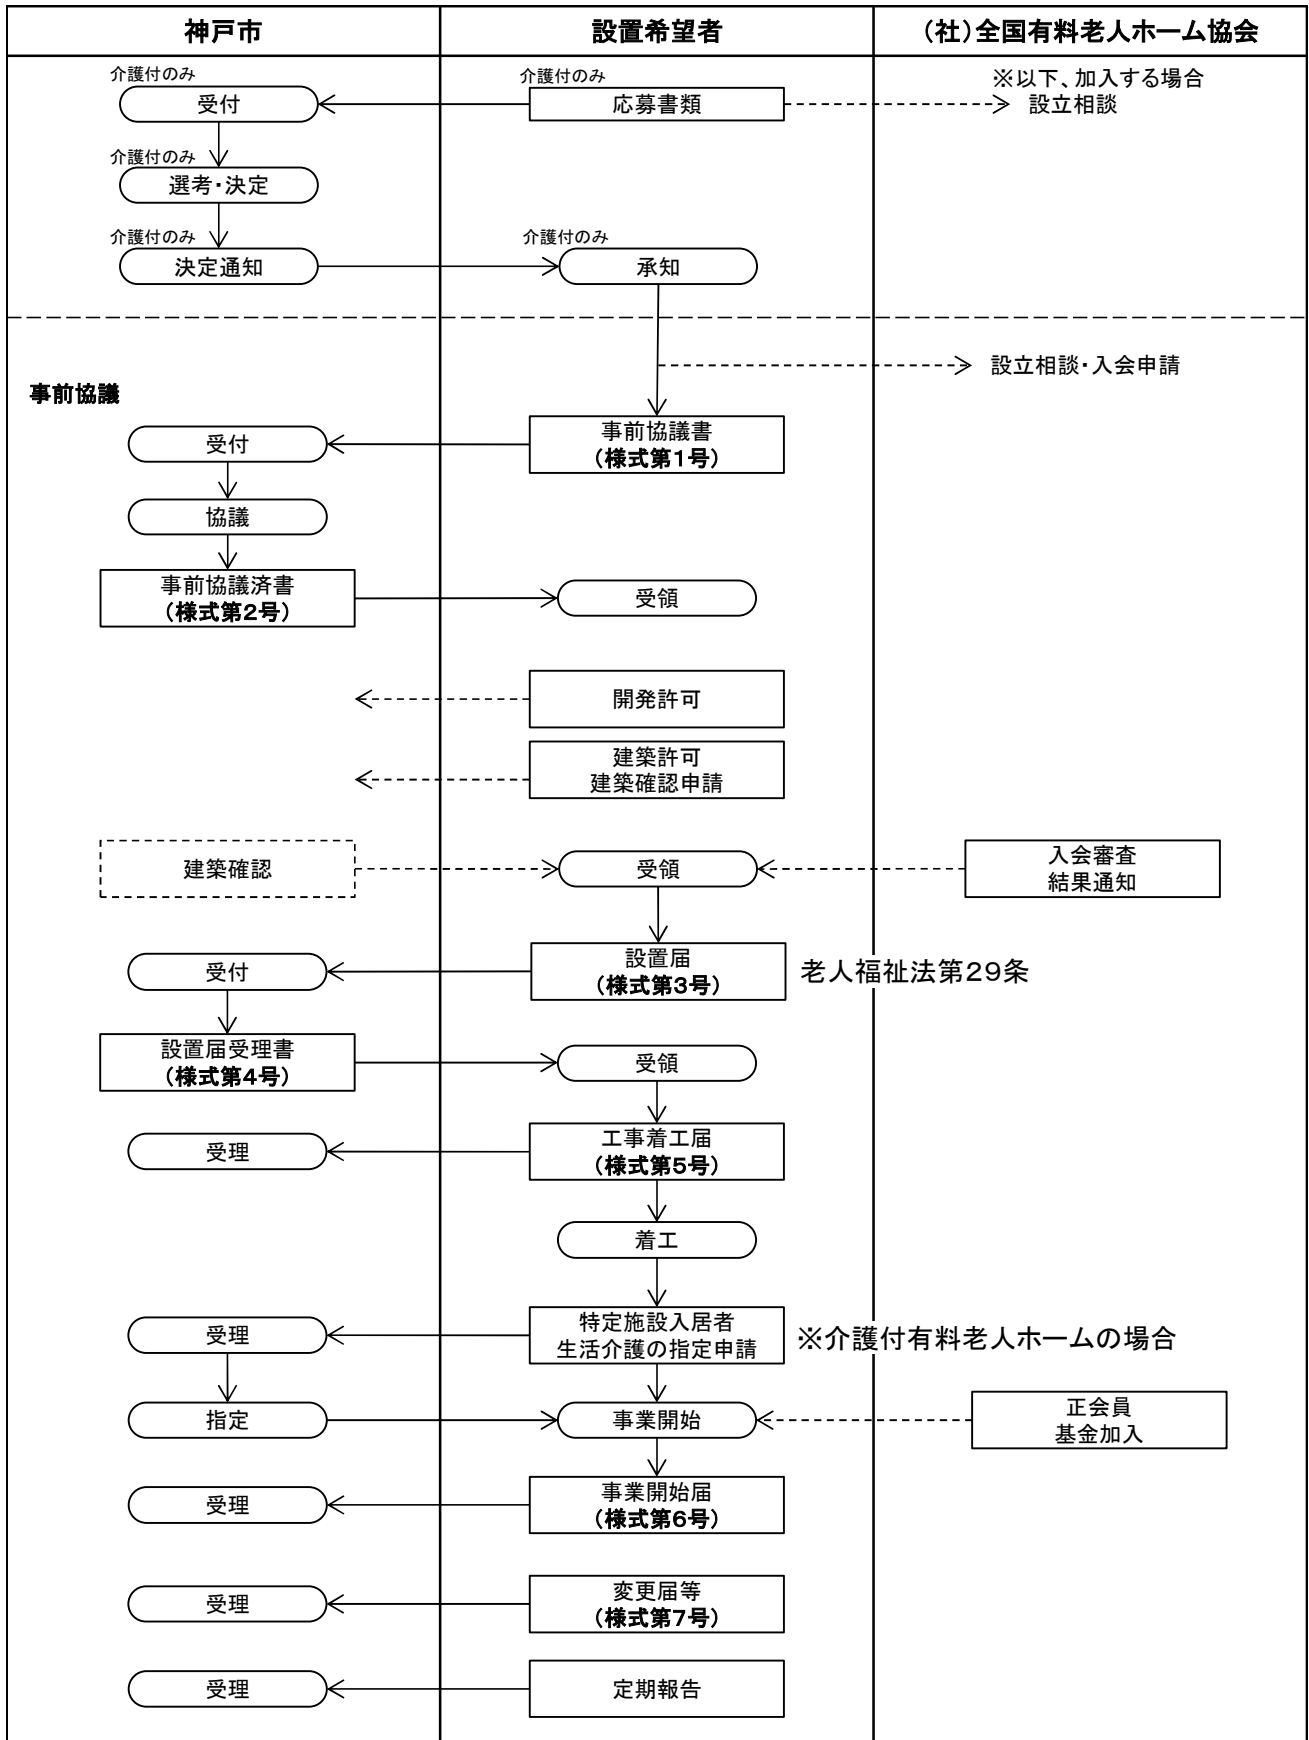 神戸市
設置希望者
（社）全国有料老人ホーム協会
介護付のみ
受付
介護付のみ
応募書類
※以下、加入する場合
設立相談
介護付のみ
選考・決定
介護付のみ
決定通知
介護付のみ
承知
設立相談・入会申請
事前協議
受付
事前協議書
（様式第1号）
協議
事前協議済書
（様式第2号）
受領
開発許可
建築許可
建築確認申請
建築確認
受領
入会審査
結果通知
受付
設置届
（様式第3号）
老人福祉法第29条
設置届受理書
（様式第4号）
受領
受理
工事着工届
（様式第5号）
着工
受理
特定施設入居者
生活介護の指定申請
※介護付有料老人ホームの場合
指定
事業開始
正会員
基金加入
受理
事業開始届
（様式第6号）
受理
変更届等
（様式第7号）
受理
定期報告